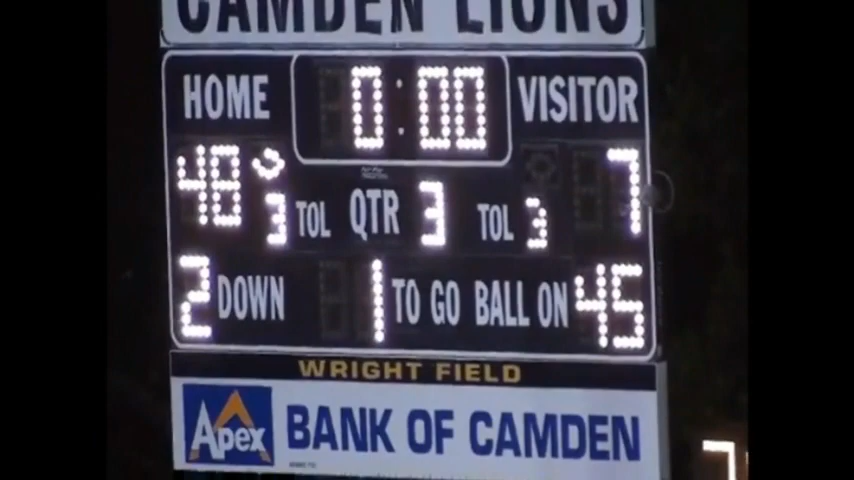 CAMDEN LIONS
HOME 0:00 VISITOR
48 7
3 TOL QTR 3 TOL 3
2 DOWN 1 TO GO BALL ON 45
WRIGHT FIELD
Apex BANK OF CAMDEN